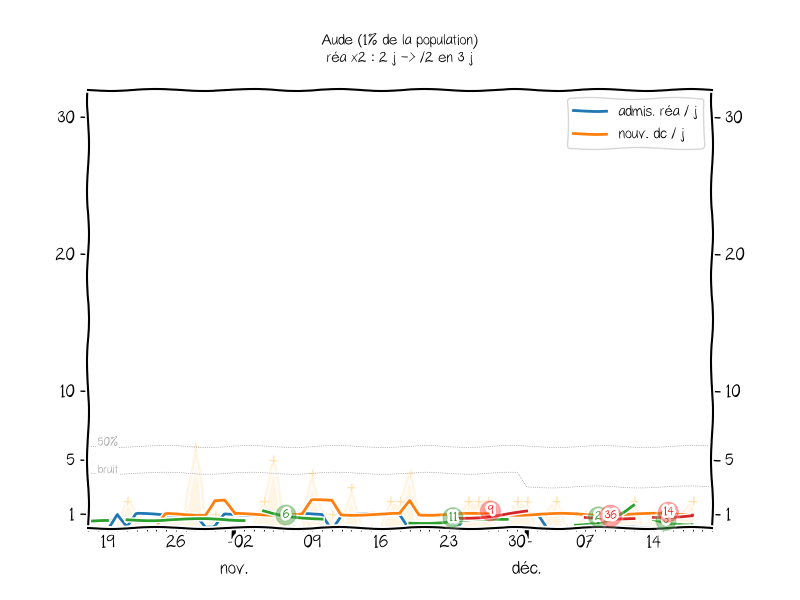 Aude (1% de la population)
réa x2 : 2 j -> /2 en 3 j
admis. réa / j
nouv. dc / j
30 30
20 20
10 10
50%
5 5
bruit
1 6 11 9 2 36 14 1
19 26 02 09 16 23 30 07 14
nov. déc.